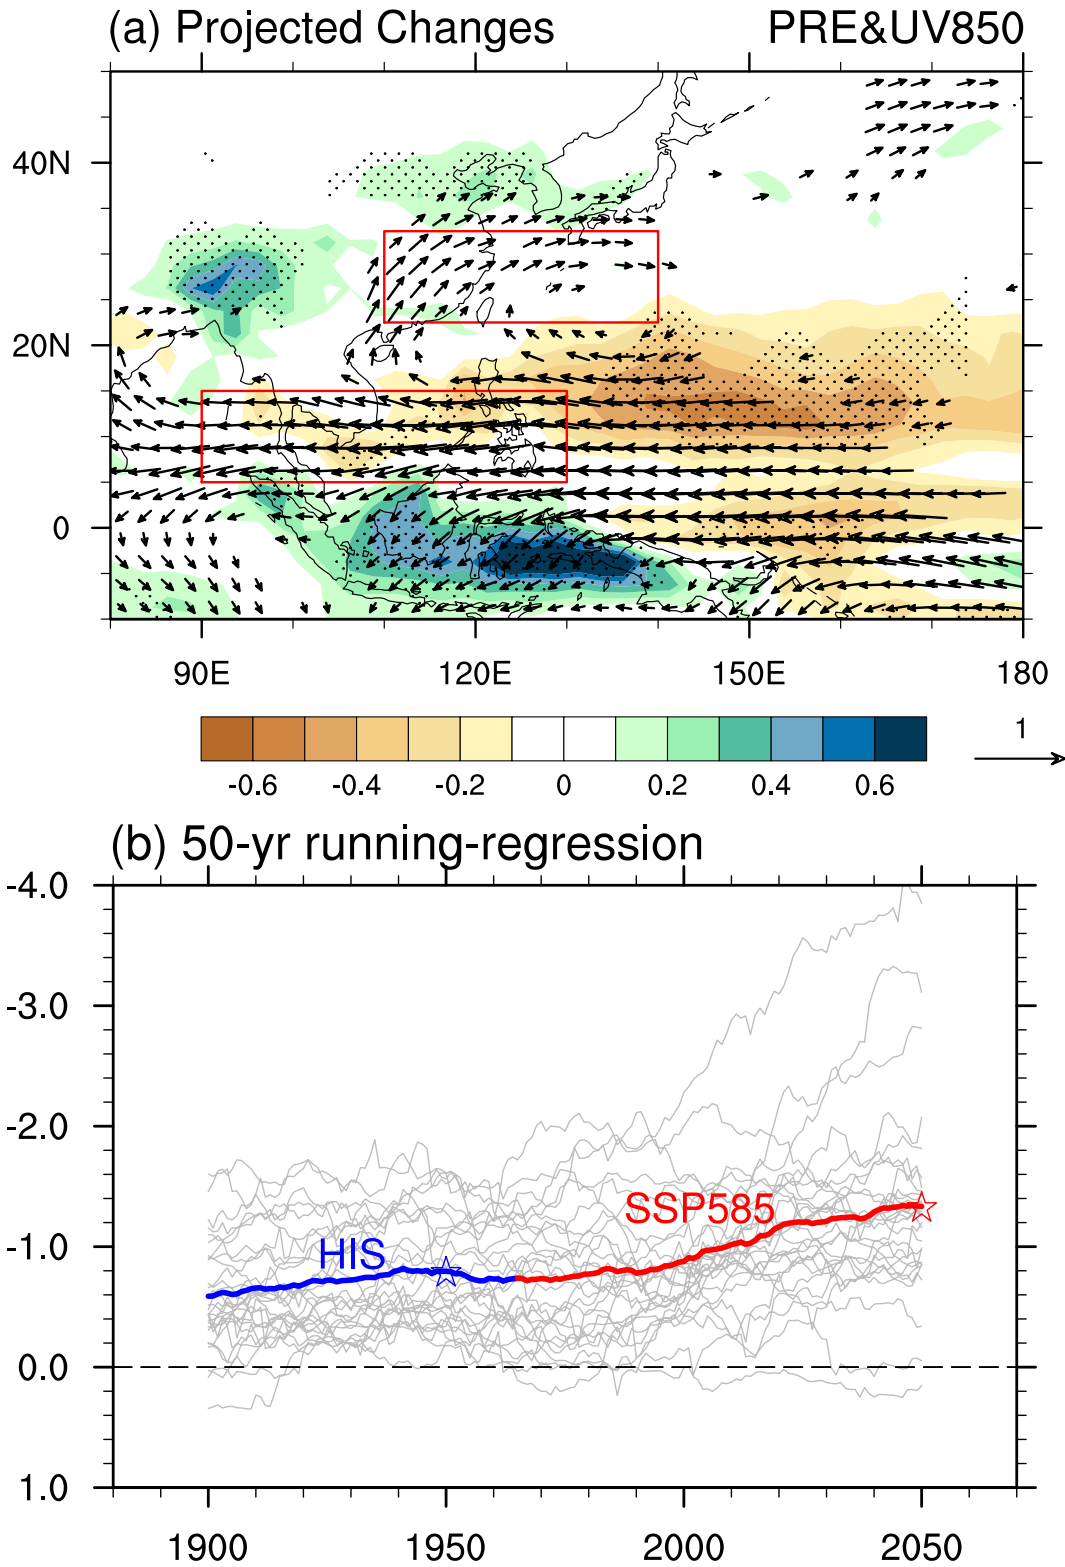 (a) Projected Changes PRE&UV850
40N
20N
0
90E 120E 150E 180
-0.6 -0.4 -0.2 0 0.2 0.4 0.6
1
(b) 50-yr running-regression
-4.0
-3.0
-2.0
SSP585
-1.0
HIS
0.0
1.0
1900 1950 2000 2050